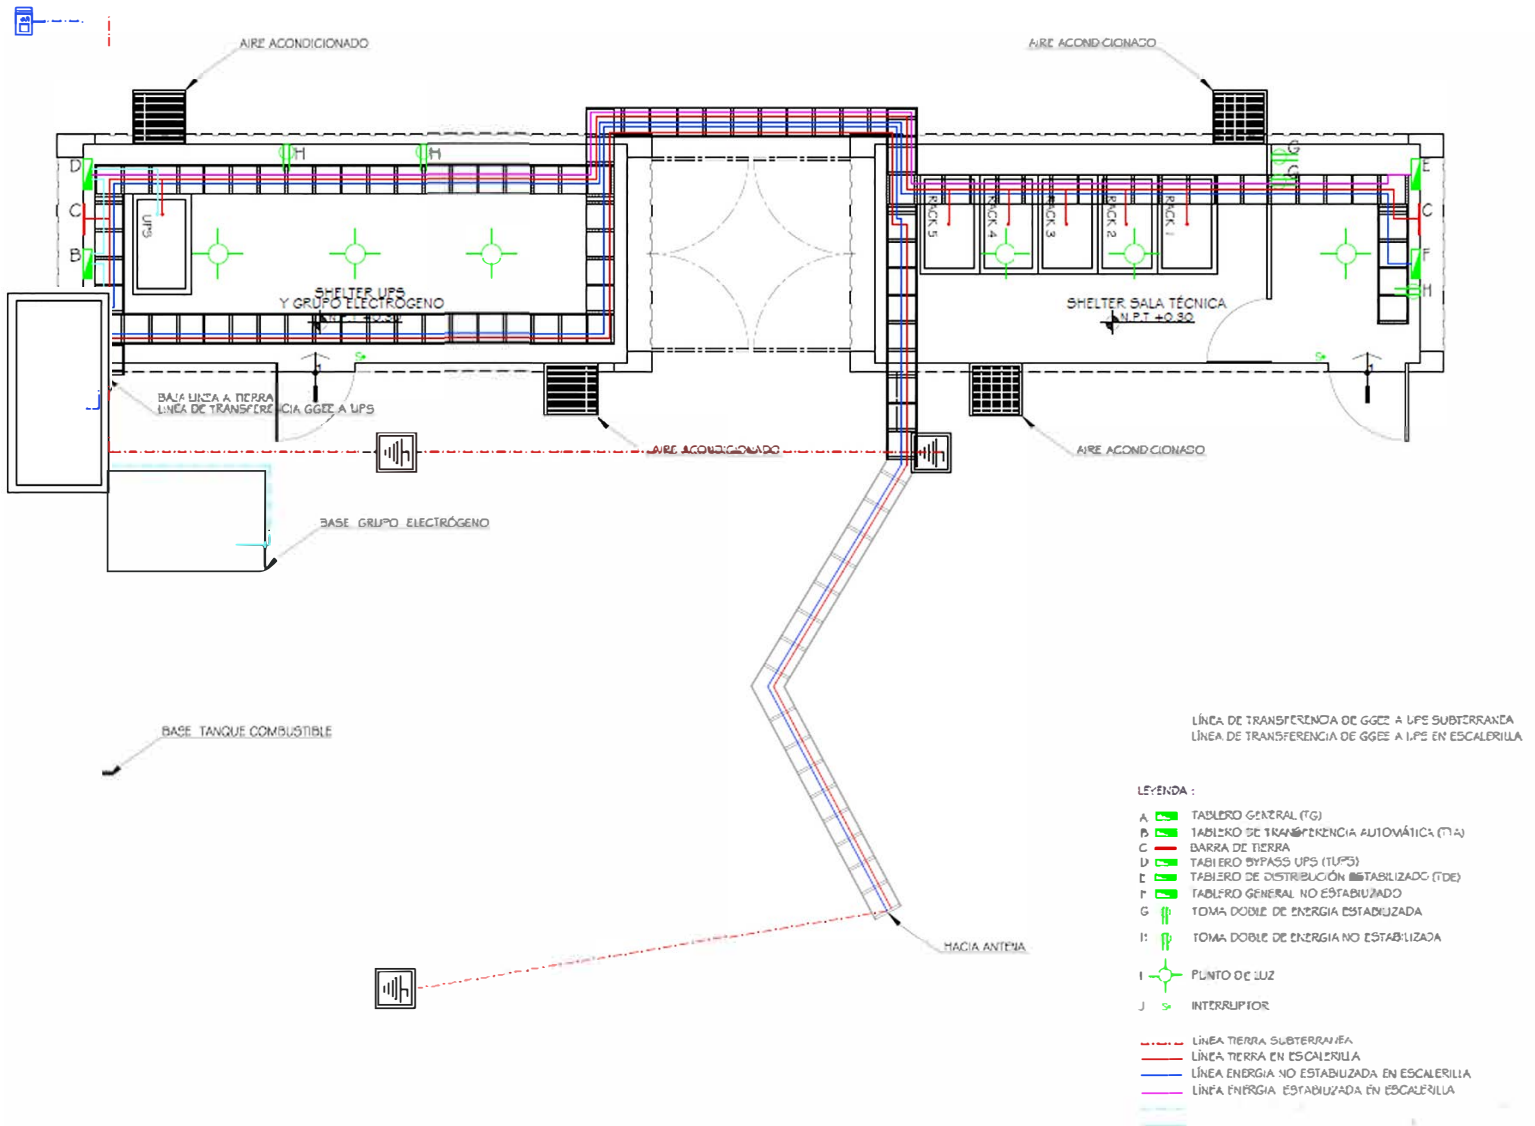 AIRE ACONDICIONADO
AIRE ACONDICIONADO
D
H
H
G
G
E
C
UPS
RACK 5
RACK 4
RACK 3
RACK 2
RACK 1
C
B
F
H
SHELTER UPS
Y GRUPO ELECTRÓGENO
N.P.T +0.30
SHELTER SALA TÉCNICA
N.P.T +0.30
S
S
BAJA LINEA A TIERRA
LINEA DE TRANSFERENCIA GGEE A UPS
AIRE ACONDICIONADO
AIRE ACONDICIONADO
BASE GRUPO ELECTRÓGENO
BASE TANQUE COMBUSTIBLE
HACIA ANTENA
LÍNEA DE TRANSFERENCIA DE GGEE A UPS SUBTERRANEA
LÍNEA DE TRANSFERENCIA DE GGEE A UPS EN ESCALERILLA
LEYENDA :
A TABLERO GENERAL (TG)
B TABLERO DE TRANSFERENCIA AUTOMÁTICA (TTA)
C BARRA DE TIERRA
D TABLERO BYPASS UPS (TUPS)
E TABLERO DE DISTRIBUCIÓN ESTABILIZADO (TDE)
F TABLERO GENERAL NO ESTABILIZADO
G TOMA DOBLE DE ENERGIA ESTABILIZADA
H TOMA DOBLE DE ENERGIA NO ESTABILIZADA
I PUNTO DE LUZ
J S INTERRUPTOR
LÍNEA TIERRA SUBTERRANEA
LÍNEA TIERRA EN ESCALERILLA
LÍNEA ENERGIA NO ESTABILIZADA EN ESCALERILLA
LÍNEA ENERGIA ESTABILIZADA EN ESCALERILLA